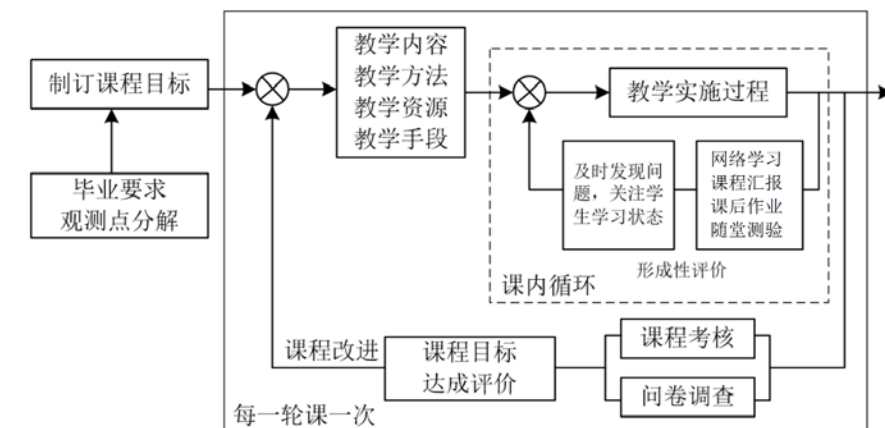 制订课程目标
毕业要求
观测点分解
教学内容
教学方法
教学资源
教学手段
教学实施过程
及时发现问
题，关注学
生学习状态
网络学习
课程汇报
课后作业
随堂测验
形成性评价
课内循环
课程改进
课程目标
达成评价
课程考核
问卷调查
每一轮课一次